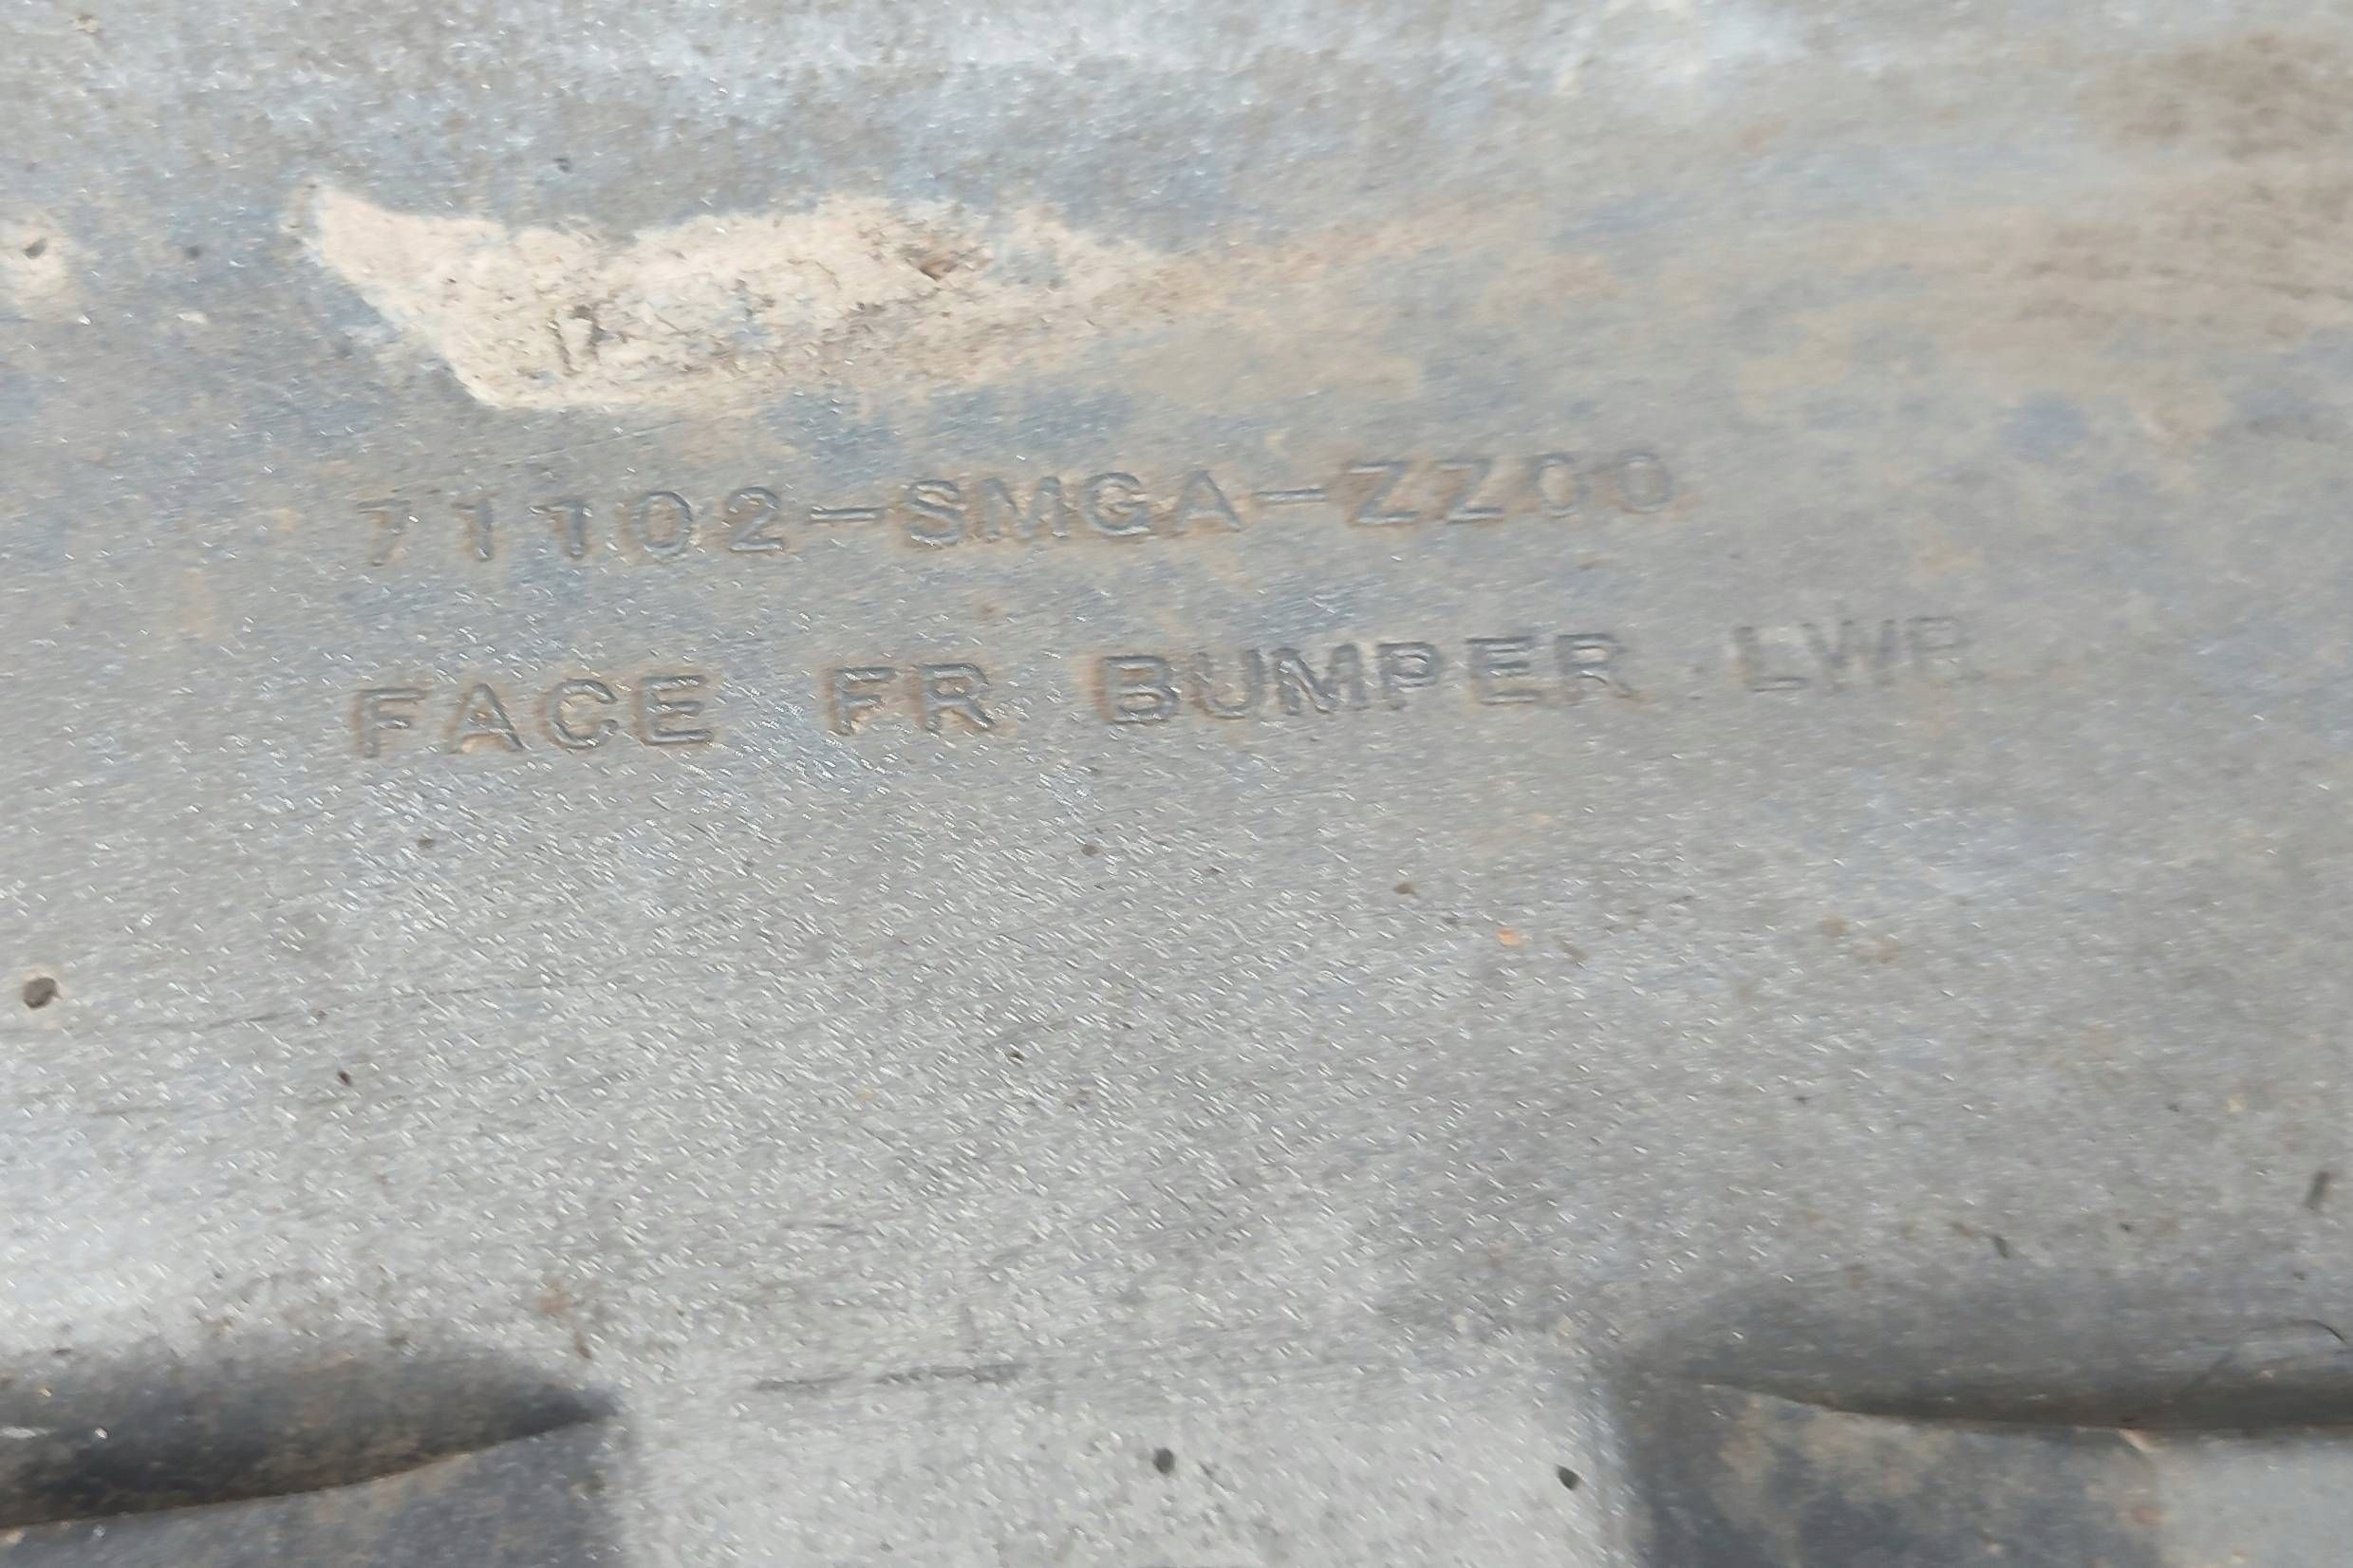 71102-SMGA-ZZ00
FACE FR BUMPER LWR